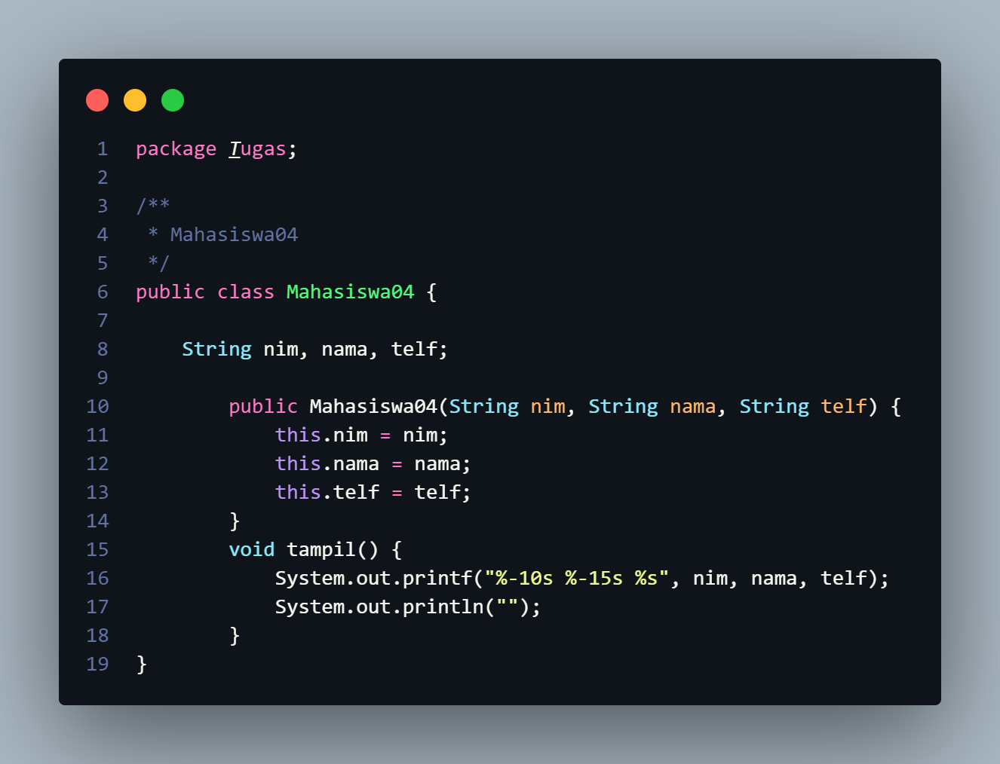 1 package Tugas;
2
3 /**
4  * Mahasiswa04
5  */
6 public class Mahasiswa04 {
7
8     String nim, nama, telf;
9
10         public Mahasiswa04(String nim, String nama, String telf) {
11             this.nim = nim;
12             this.nama = nama;
13             this.telf = telf;
14         }
15         void tampil() {
16             System.out.printf("%-10s %-15s %s", nim, nama, telf);
17             System.out.println("");
18         }
19 }